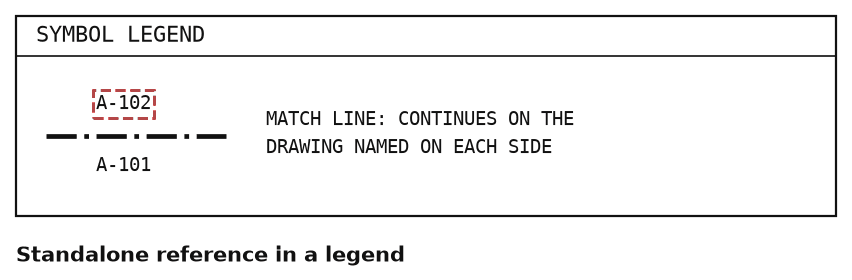 SYMBOL LEGEND
A-102
A-101
MATCH LINE: CONTINUES ON THE
DRAWING NAMED ON EACH SIDE
Standalone reference in a legend